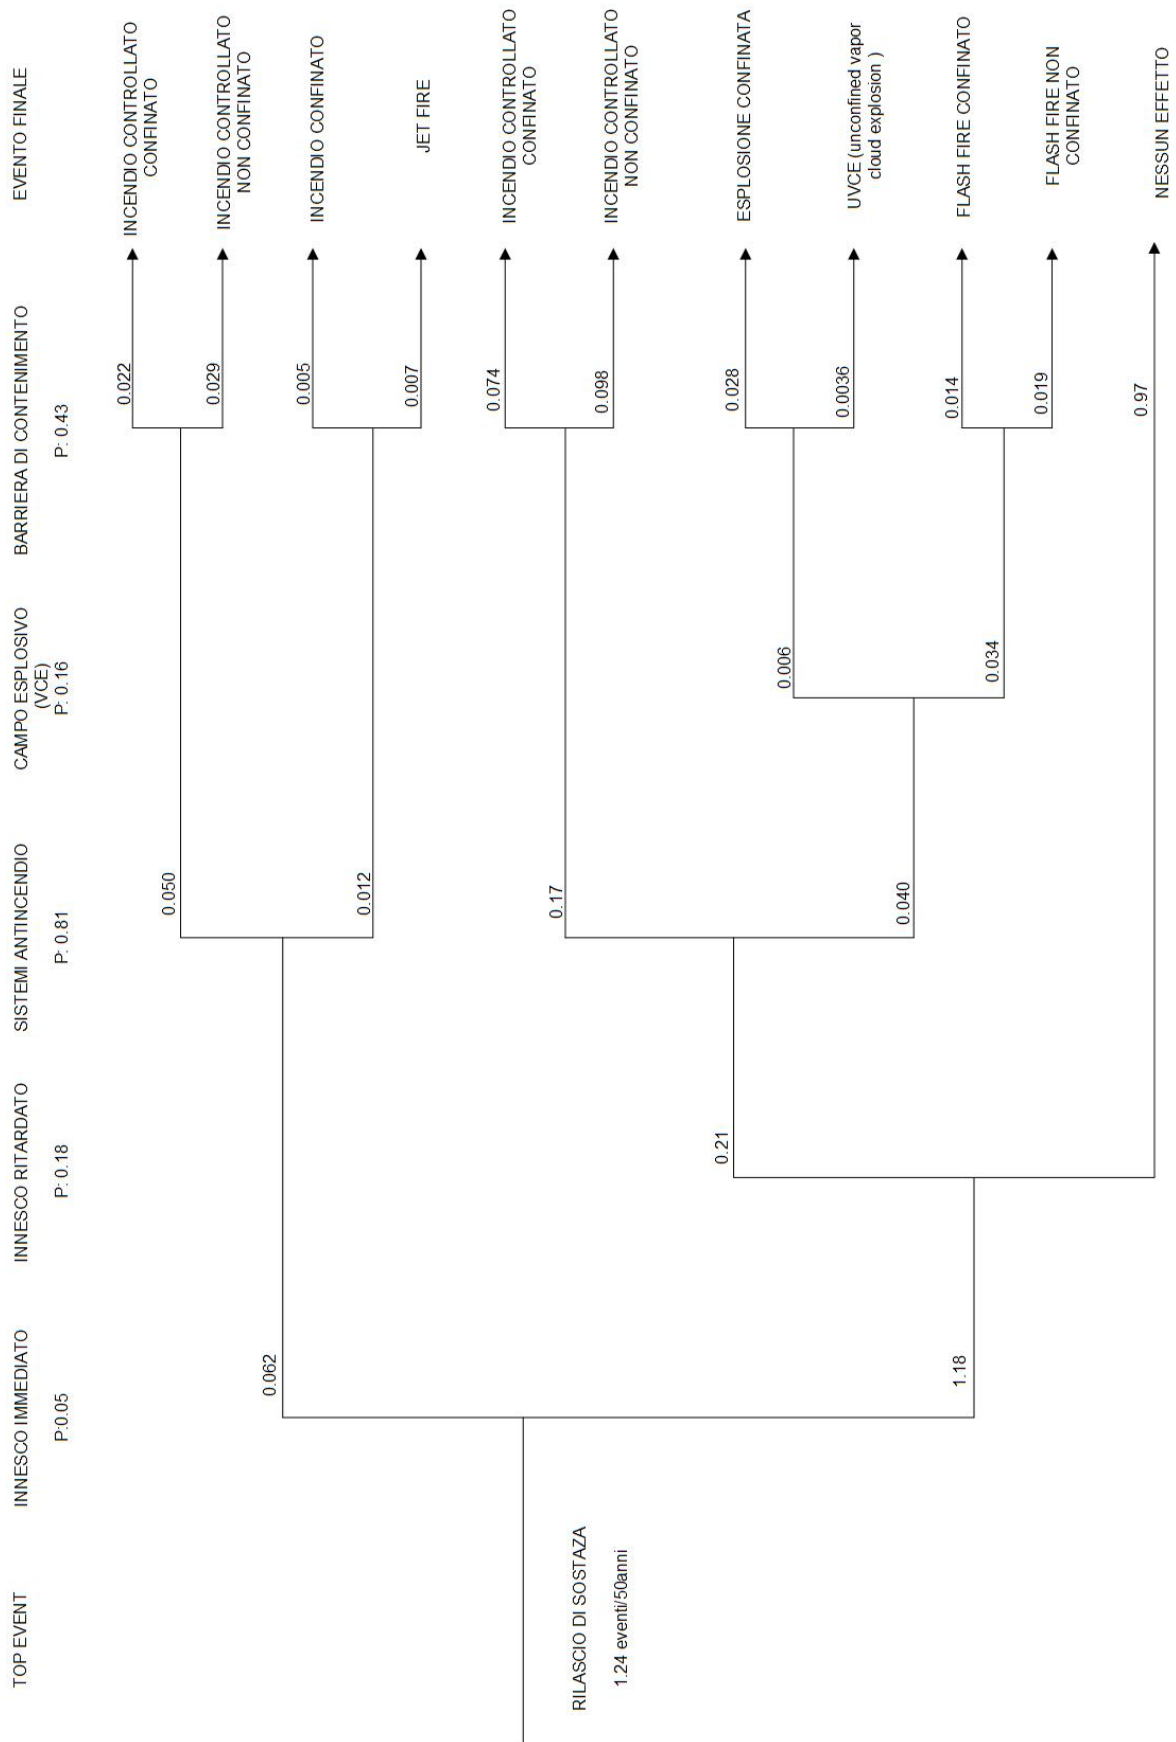 TOP EVENT
INNESCO IMMEDIATO
P:0.05
INNESCO RITARDATO
P: 0.18
SISTEMI ANTINCENDIO
P: 0.81
CAMPO ESPLOSIVO
(VCE)
P: 0.16
BARRIERA DI CONTENIMENTO
P: 0.43
EVENTO FINALE
0.022
INCENDIO CONTROLLATO
CONFINATO
0.050
0.029
INCENDIO CONTROLLATO
NON CONFINATO
0.062
0.005
INCENDIO CONFINATO
0.012
0.007
JET FIRE
0.074
INCENDIO CONTROLLATO
CONFINATO
0.17
0.098
INCENDIO CONTROLLATO
NON CONFINATO
RILASCIO DI SOSTAZA
1.24 eventi/50anni
0.21
0.028
ESPLOSIONE CONFINATA
0.006
0.0036
UVCE (unconfined vapor
cloud explosion )
0.040
0.014
FLASH FIRE CONFINATO
1.18
0.034
0.019
FLASH FIRE NON
CONFINATO
0.97
NESSUN EFFETTO